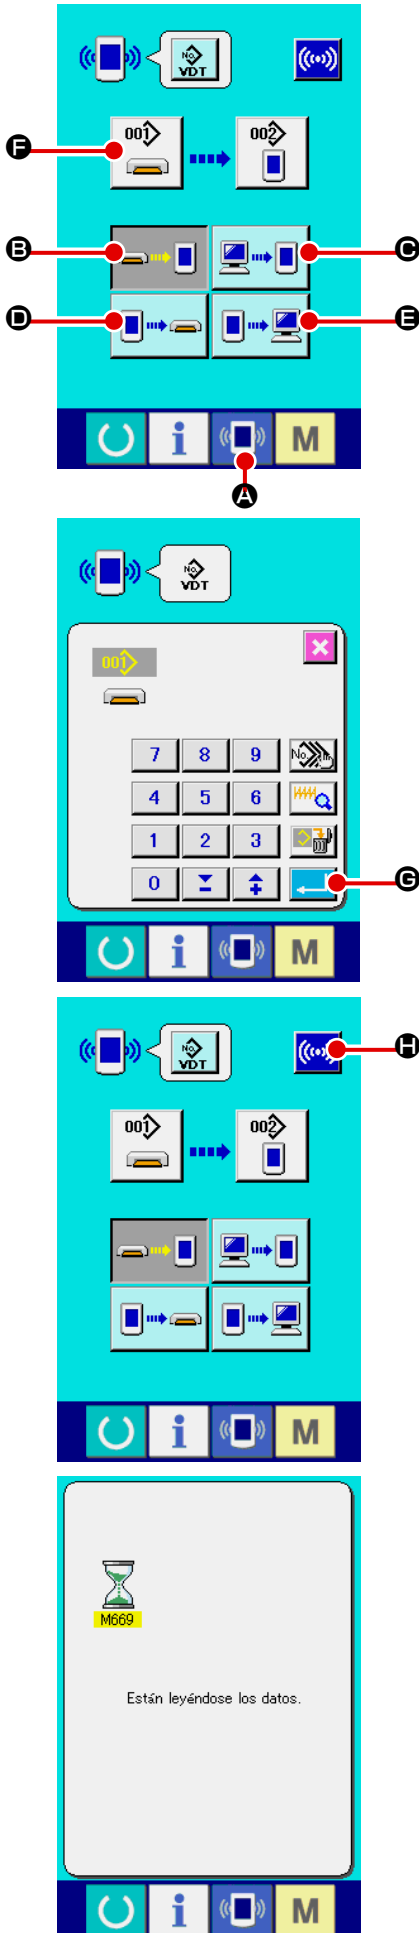 No.
VDT
001
002
F
B
C
D
E
i
M
A
No.
VDT
001
7 8 9 No.
4 5 6
1 2 3
0
G
i
M
No.
VDT
H
001
002
i
M
M669
Están leyéndose los datos.
i
M